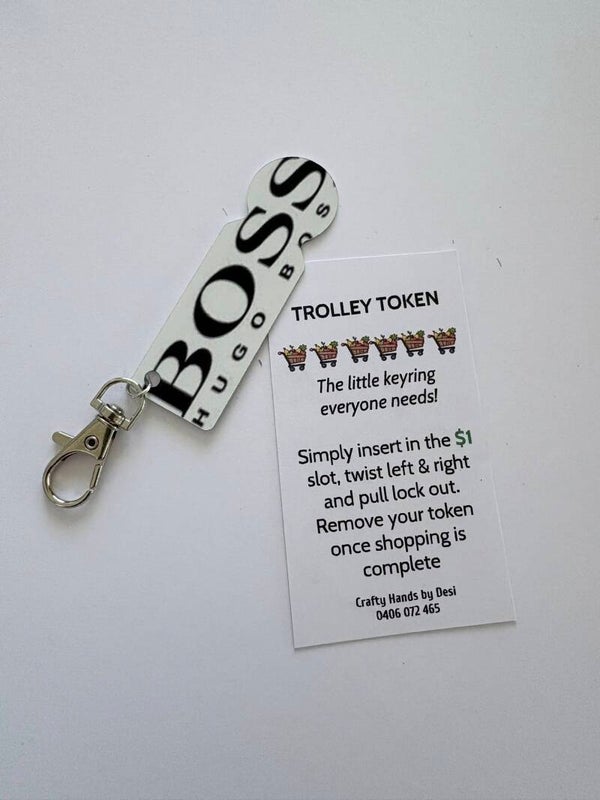 BOSS
HUGO BOSS
TROLLEY TOKEN
The little keyring
everyone needs!
Simply insert in the $1
slot, twist left & right
and pull lock out.
Remove your token
once shopping is
complete
Crafty Hands by Desi
0406 072 465